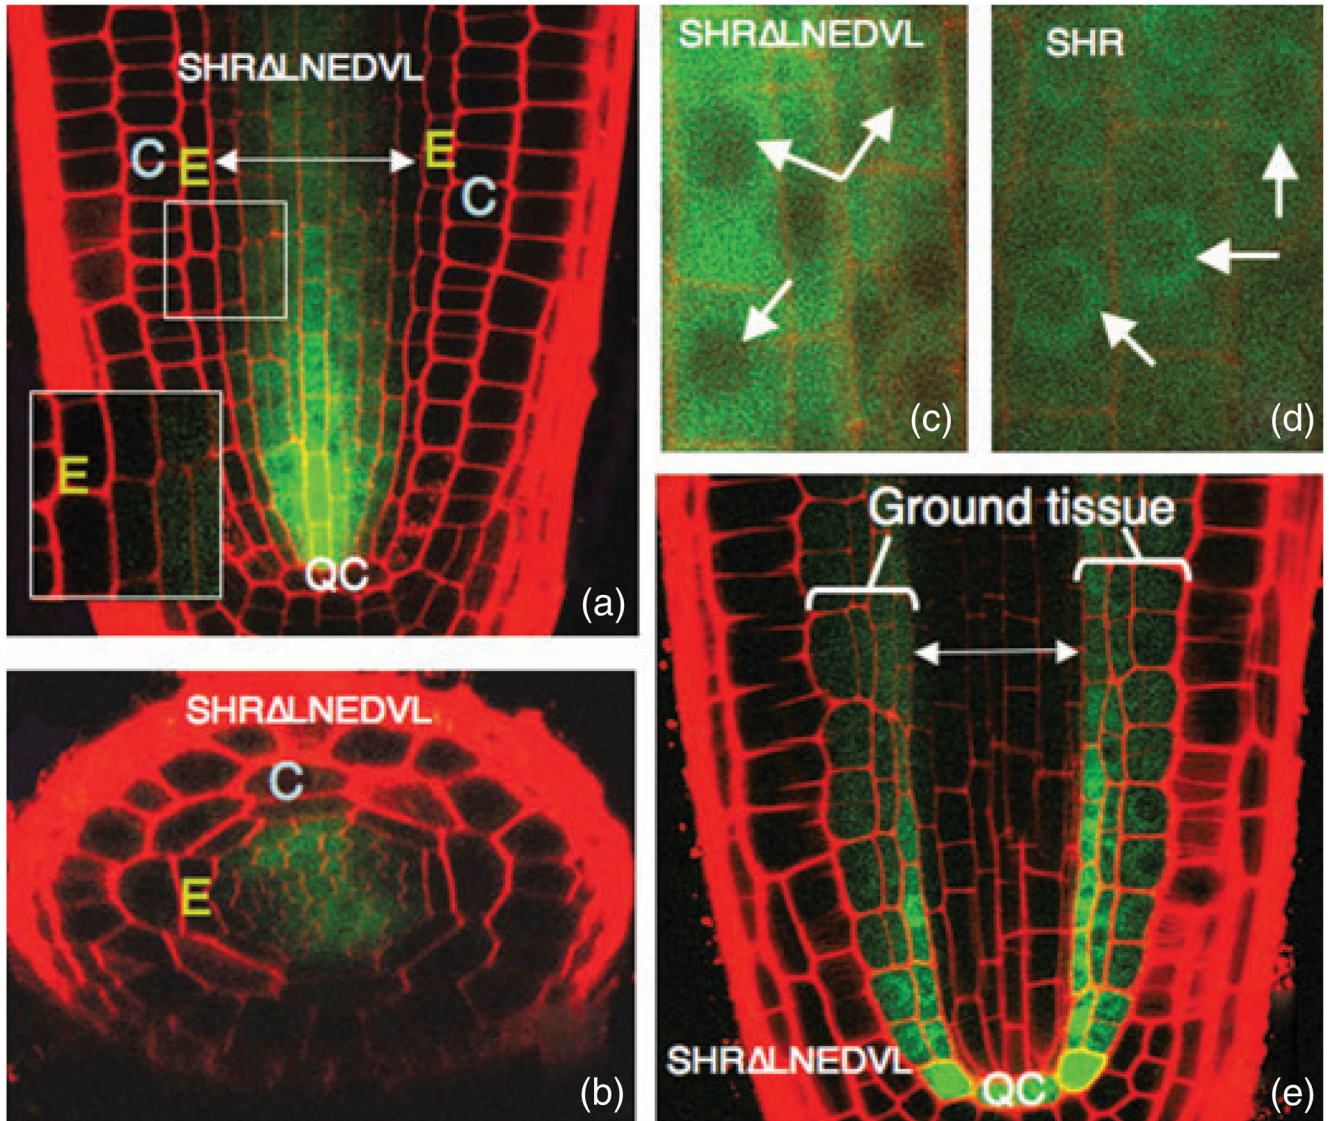 SHRΔLNEDVL
C
E
E
C
E
QC
(a)
SHRΔLNEDVL
C
E
(b)
SHRΔLNEDVL
(c)
SHR
(d)
Ground tissue
SHRΔLNEDVL
QC
(e)